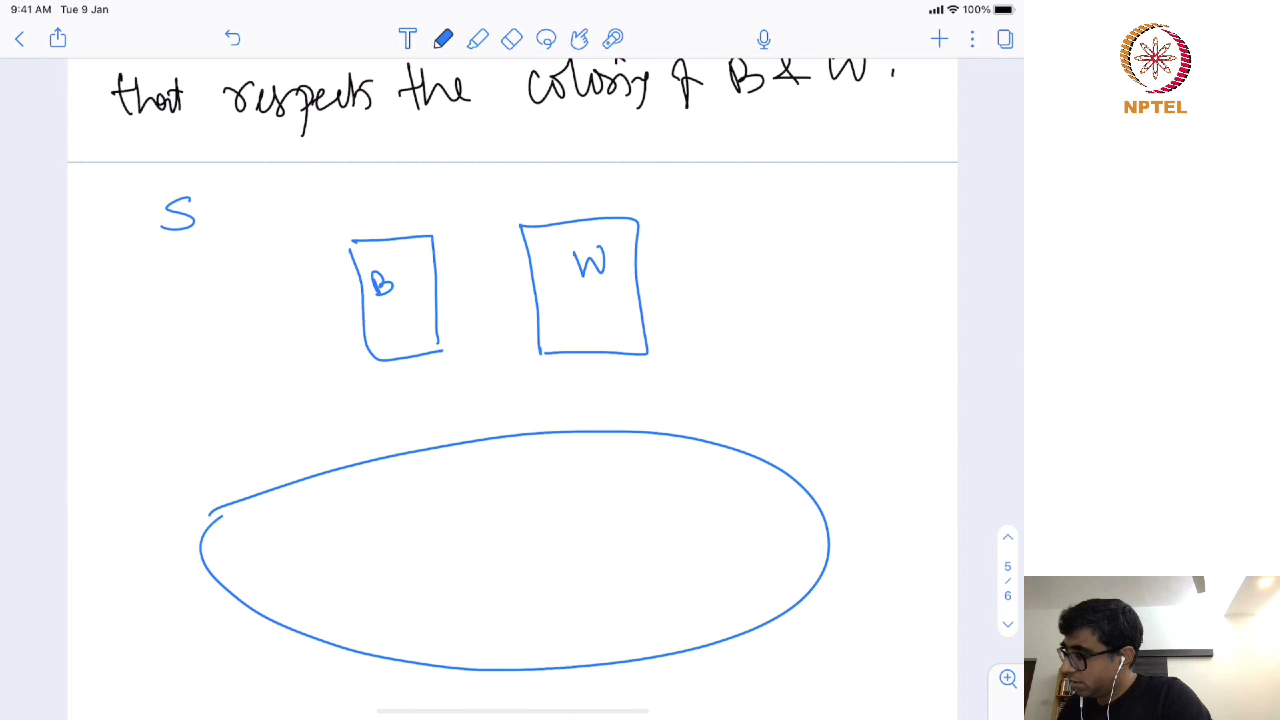 9:41 AM Tue 9 Jan
100%
that respects the coloring of B & W.
S
B
W
5
/
6
NPTEL